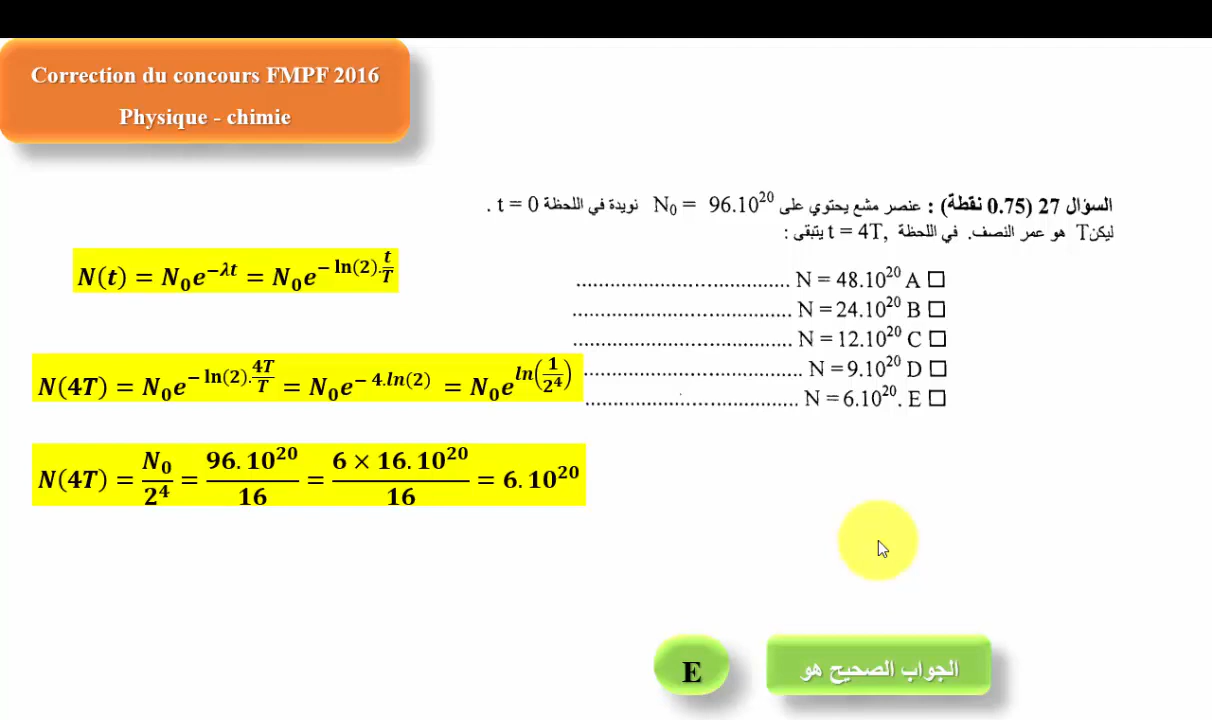 Correction du concours FMPF 2016
Physique - chimie
السؤال 27 (0.75 نقطة) : عنصر مشع يحتوي على N₀ = 96.10²⁰ نويدة في اللحظة t = 0 .
ليكن T هو عمر النصف. في اللحظة t = 4T, يتبقى :
☐ A N = 48.10²⁰ ........................................
☐ B N = 24.10²⁰ ........................................
☐ C N = 12.10²⁰ ........................................
☐ D N = 9.10²⁰ ........................................
☐ E .N = 6.10²⁰ ........................................
N(t) = N₀e^(−λt) = N₀e^(−ln(2).t/T)
N(4T) = N₀e^(−ln(2).4T/T) = N₀e^(−4.ln(2)) = N₀e^(ln(1/2⁴))
N(4T) = N₀/2⁴ = 96.10²⁰/16 = 6 × 16.10²⁰/16 = 6.10²⁰
الجواب الصحيح هو
E